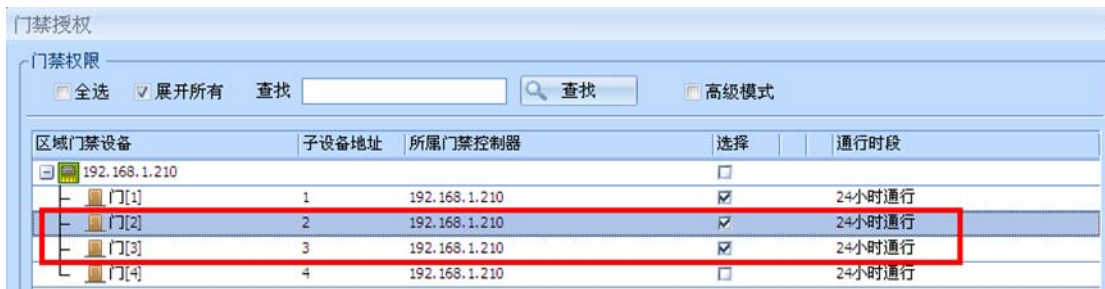 门禁授权
门禁权限
全选 展开所有 查找 查找 高级模式
区域门禁设备 子设备地址 所属门禁控制器 选择 通行时段
192.168.1.210
门[1] 1 192.168.1.210 24小时通行
门[2] 2 192.168.1.210 24小时通行
门[3] 3 192.168.1.210 24小时通行
门[4] 4 192.168.1.210 24小时通行